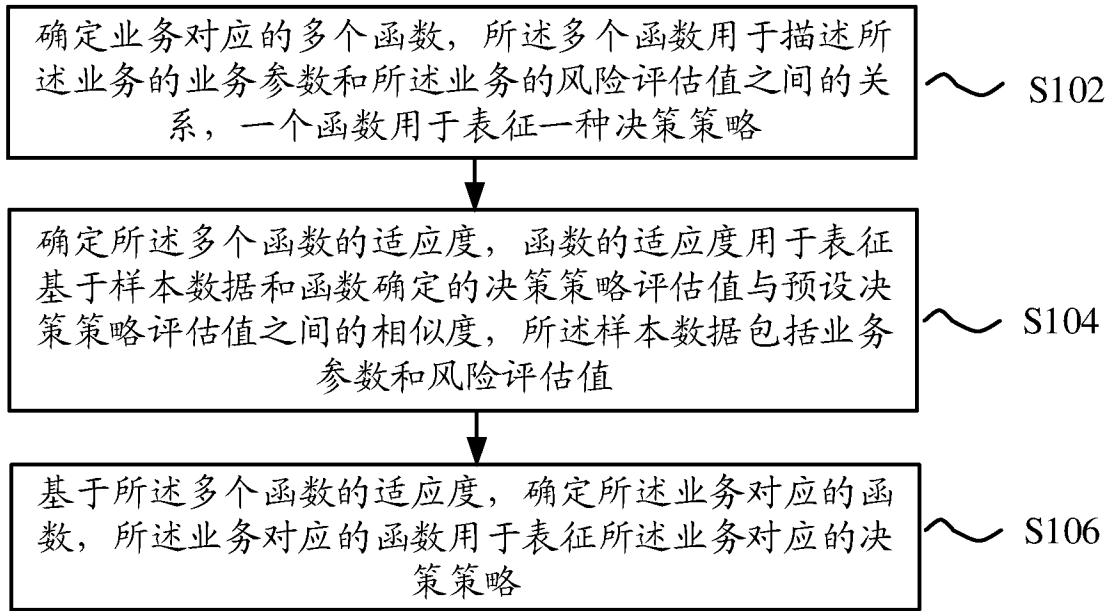 确定业务对应的多个函数，所述多个函数用于描述所
述业务的业务参数和所述业务的风险评估值之间的关
系，一个函数用于表征一种决策策略
S102
确定所述多个函数的适应度，函数的适应度用于表征
基于样本数据和函数确定的决策策略评估值与预设决
策策略评估值之间的相似度，所述样本数据包括业务
参数和风险评估值
S104
基于所述多个函数的适应度，确定所述业务对应的函
数，所述业务对应的函数用于表征所述业务对应的决
策策略
S106